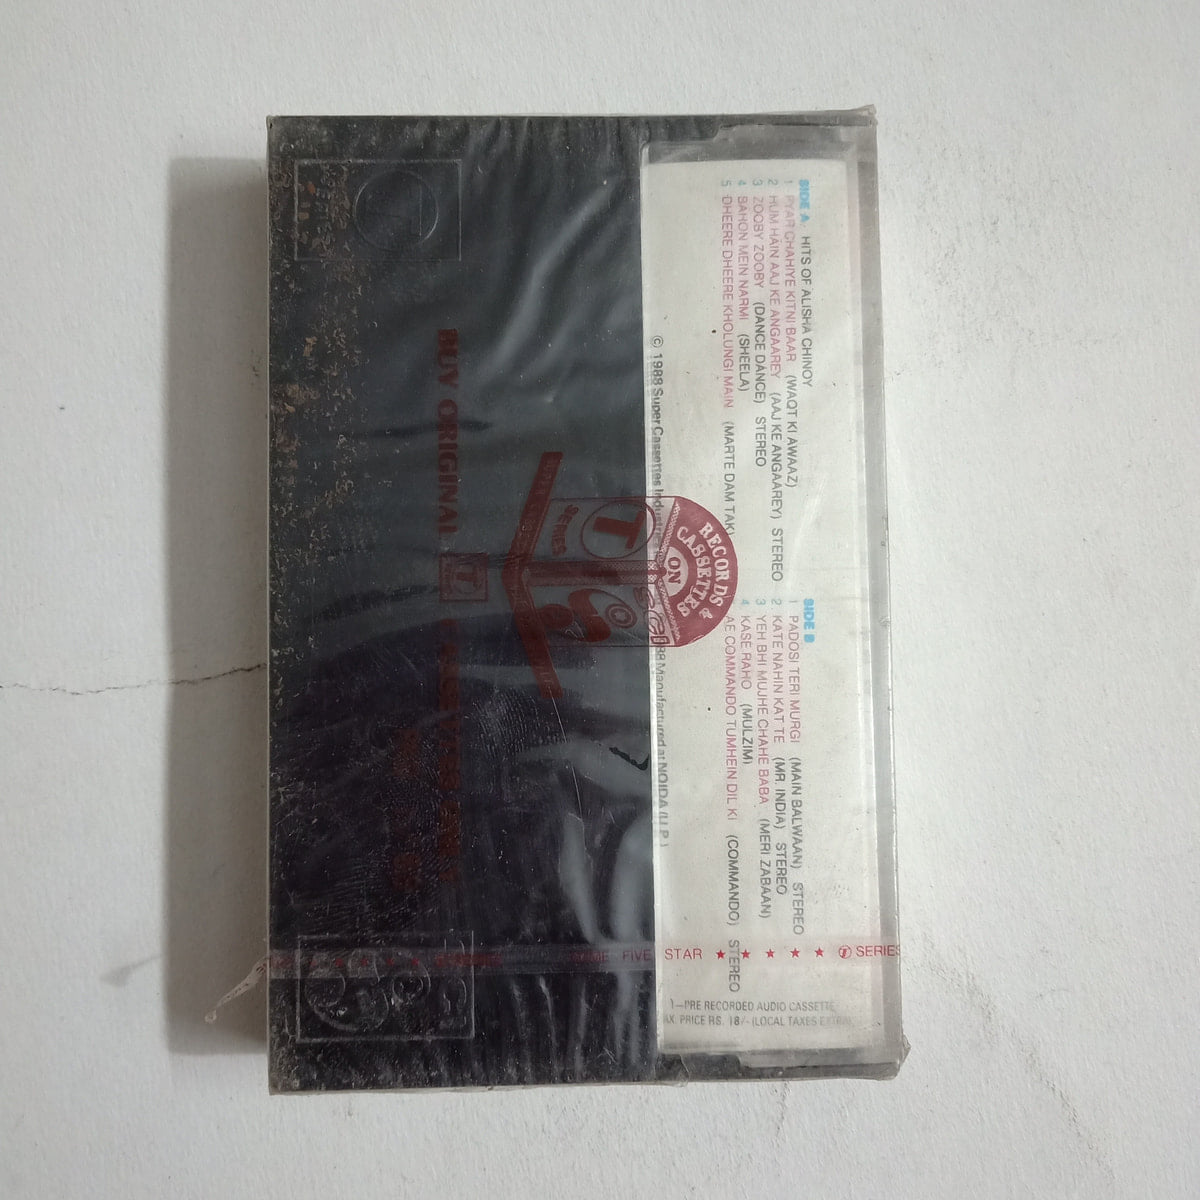 SIDE A: HITS OF ALISHA CHINOY
1 PYAR CHAHIYE KITNI BAAR (WAQT KI AWAAZ)
2 HUM HAIN AAJ KE ANGAAREY (AAJ KE ANGAAREY) STEREO
3 ZOOBY ZOOBY (DANCE DANCE) STEREO
4 BAHON MEIN NARMI (SHEELA)
5 DHEERE DHEERE KHOLUNGI MAIN (MARTE DAM TAK)
SIDE B
1 PADOSI TERI MURGI (MAIN BALWAAN) STEREO
2 KATE NAHIN KAT TE (MR. INDIA) STEREO
3 YEH BHI MUJHE CHAHE BABA (MERI ZABAAN)
4 KASE RAHO (MULZIM)
AE COMMANDO TUMHEIN DIL KI (COMMANDO) STEREO
© 1988 Super Cassettes Industries
88 Manufactured at NOIDA (U.P.)
RECORDS &
CASSETTES
ON
T
SERIES
BUY ORIGINAL T
FIVE STAR ★ ★ ★ ★ ★ T SERIES
1—PRE RECORDED AUDIO CASSETTE
AX. PRICE RS. 18/- (LOCAL TAXES EXTRA)